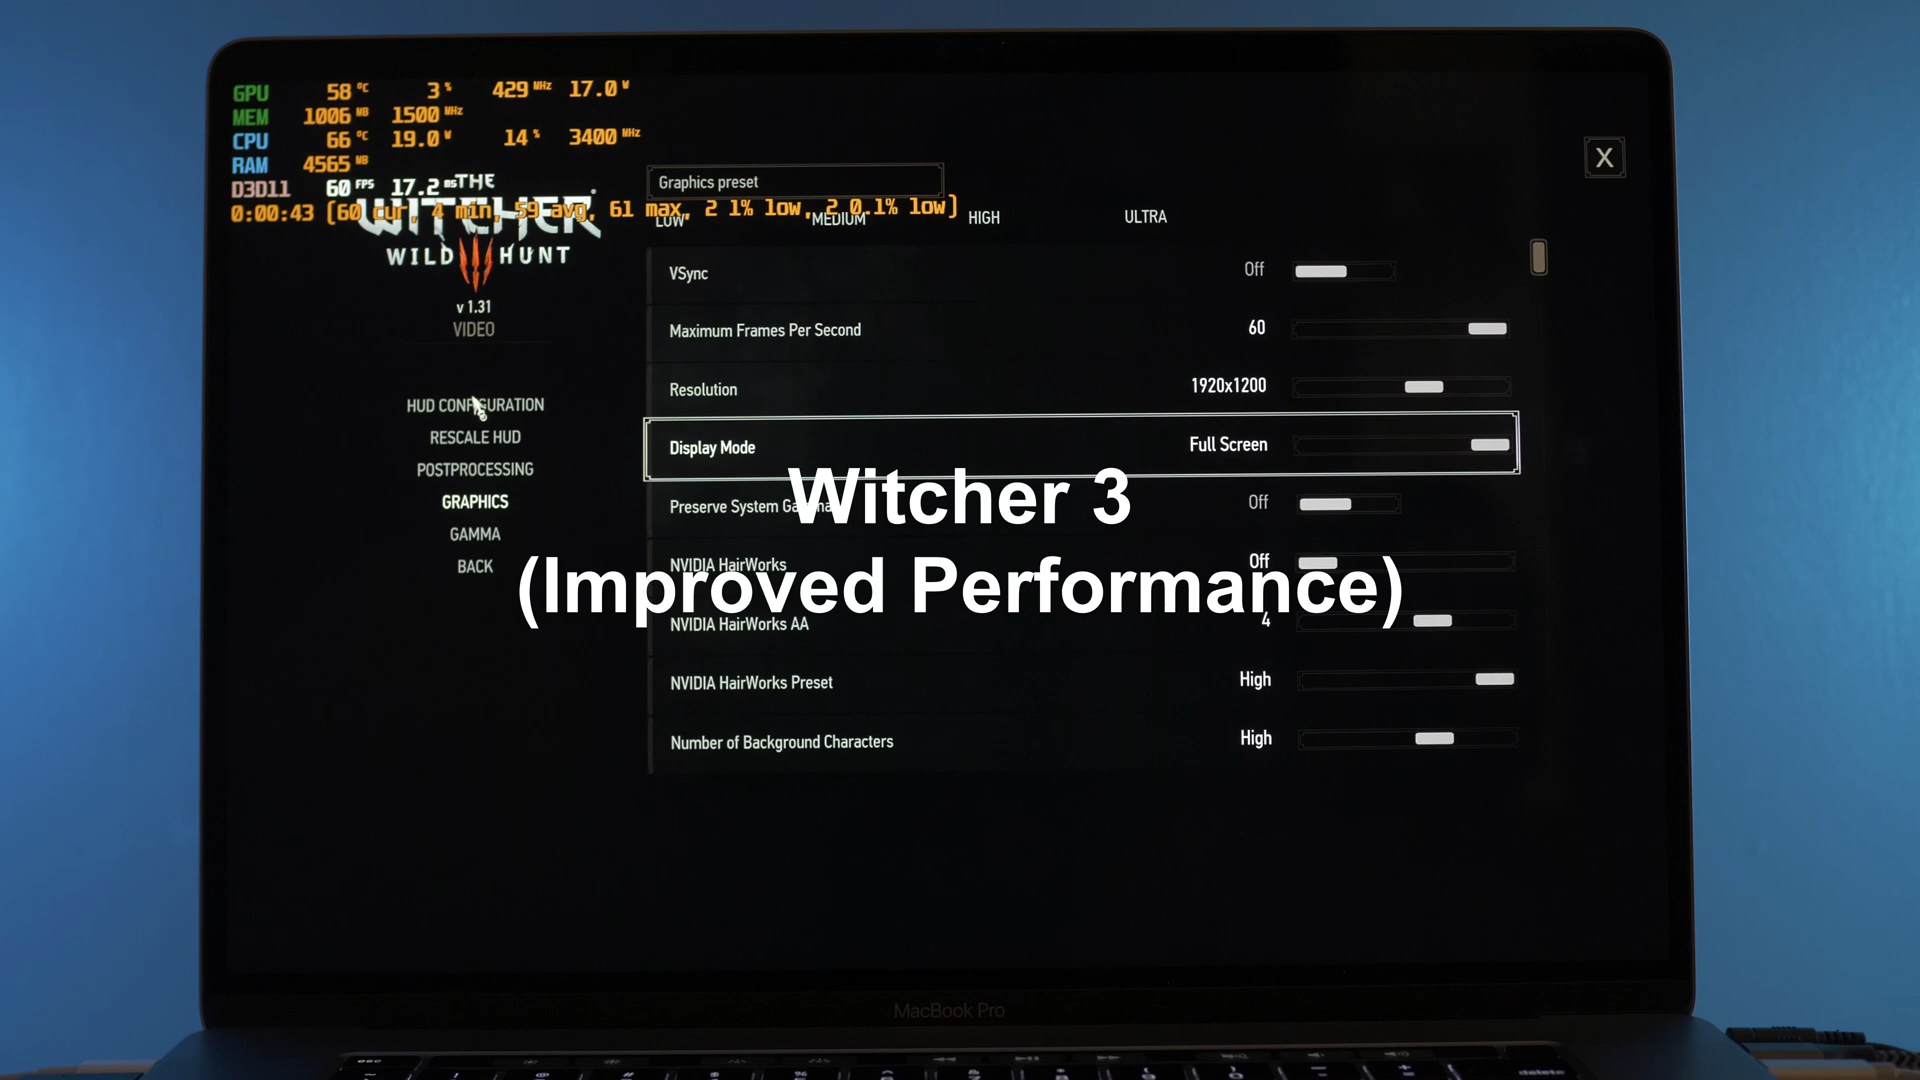 GPU 58 °C 3 % 429 MHz 17.0 W
MEM 1006 MB 1500 MHz
CPU 66 °C 19.0 W 14 % 3400 MHz
RAM 4565 MB
D3D11 60 FPS 17.2 ms
0:00:43 [60 cur, 4 min, 59 avg, 61 max, 2 1% low, 2 0.1% low]
THE
WITCHER
WILD HUNT
v 1.31
VIDEO
HUD CONFIGURATION
RESCALE HUD
POSTPROCESSING
GRAPHICS
GAMMA
BACK
X
Graphics preset
LOW MEDIUM HIGH ULTRA
VSync Off
Maximum Frames Per Second 60
Resolution 1920x1200
Display Mode Full Screen
Preserve System Gamma Off
NVIDIA HairWorks Off
NVIDIA HairWorks AA 4
NVIDIA HairWorks Preset High
Number of Background Characters High
Witcher 3
(Improved Performance)
MacBook Pro
esc
delete